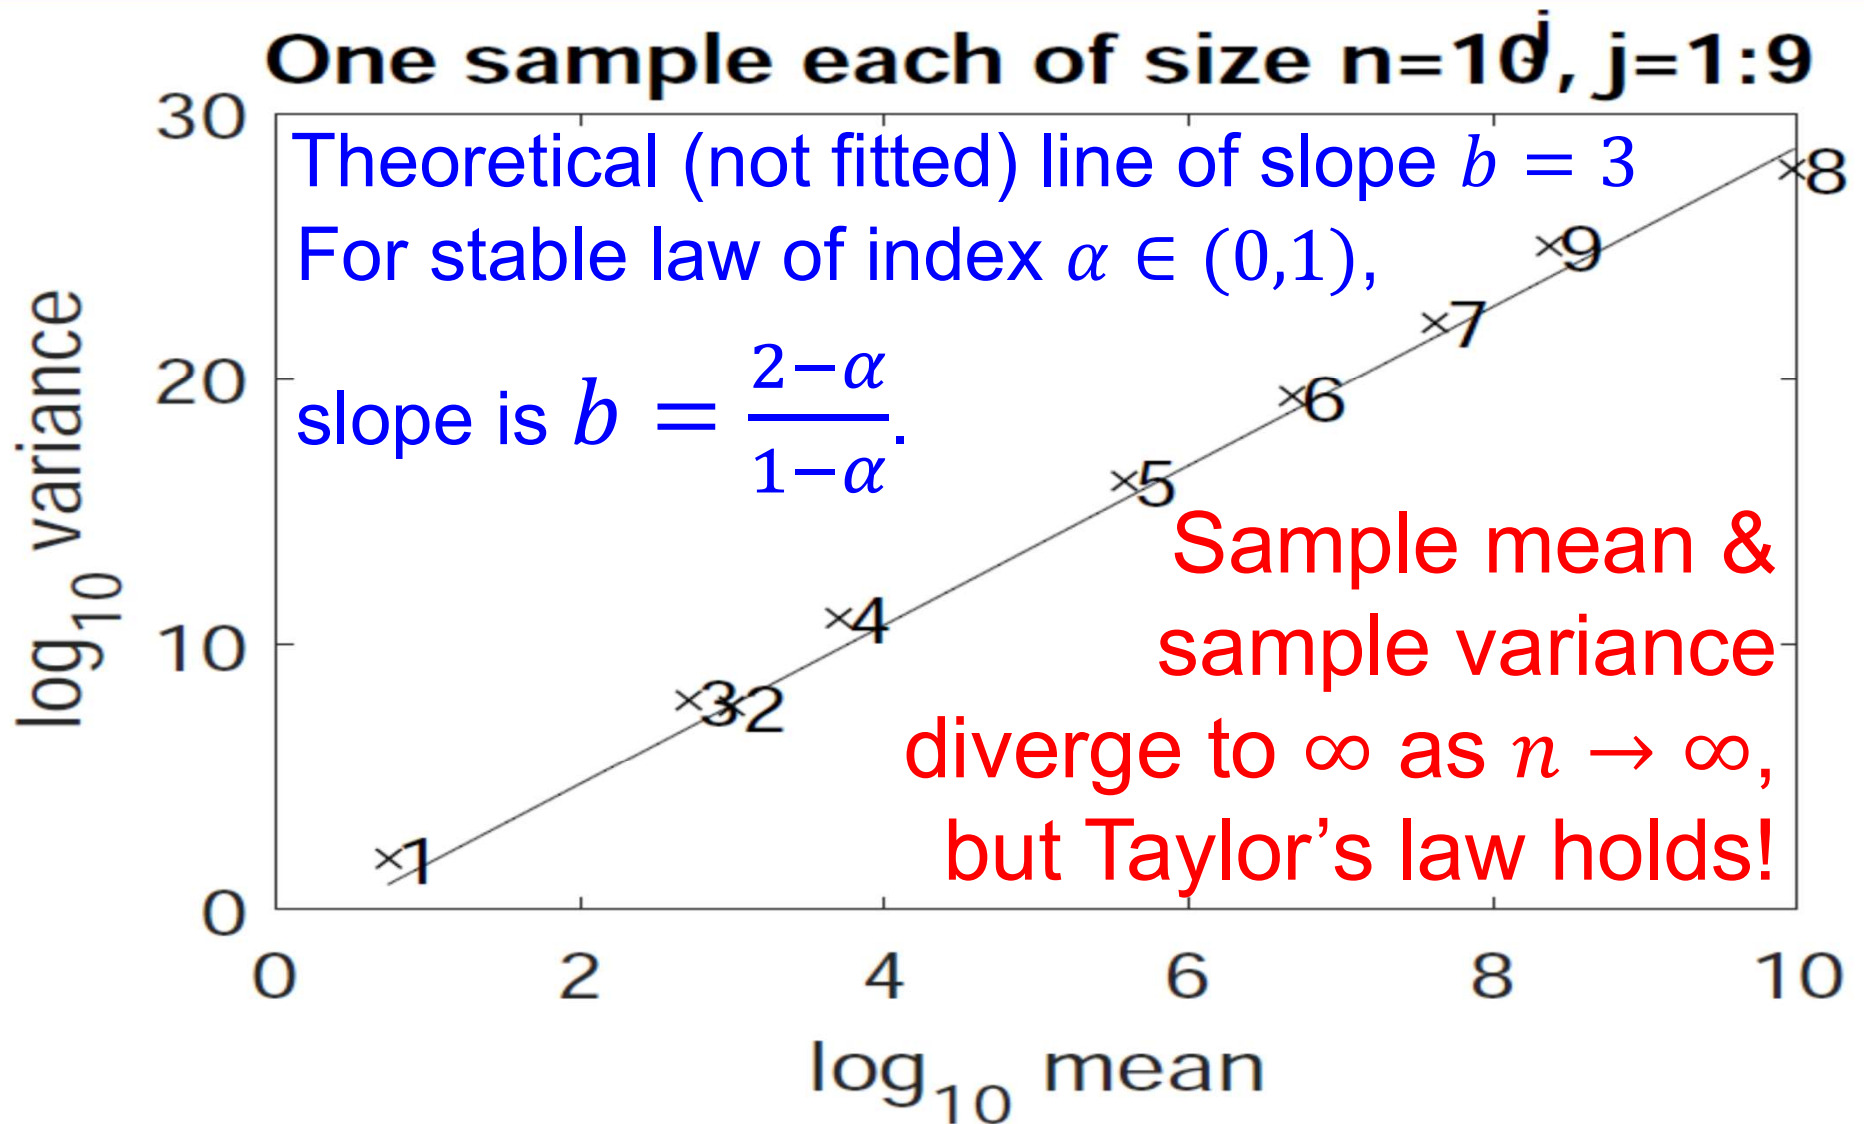 One sample each of size n=10^j, j=1:9
Theoretical (not fitted) line of slope b = 3
For stable law of index α ∈ (0,1),
slope is b = (2−α)/(1−α).
Sample mean &
sample variance
diverge to ∞ as n → ∞,
but Taylor’s law holds!
30
20
10
0
log₁₀ variance
1
3
2
4
5
6
7
9
8
0 2 4 6 8 10
log₁₀ mean